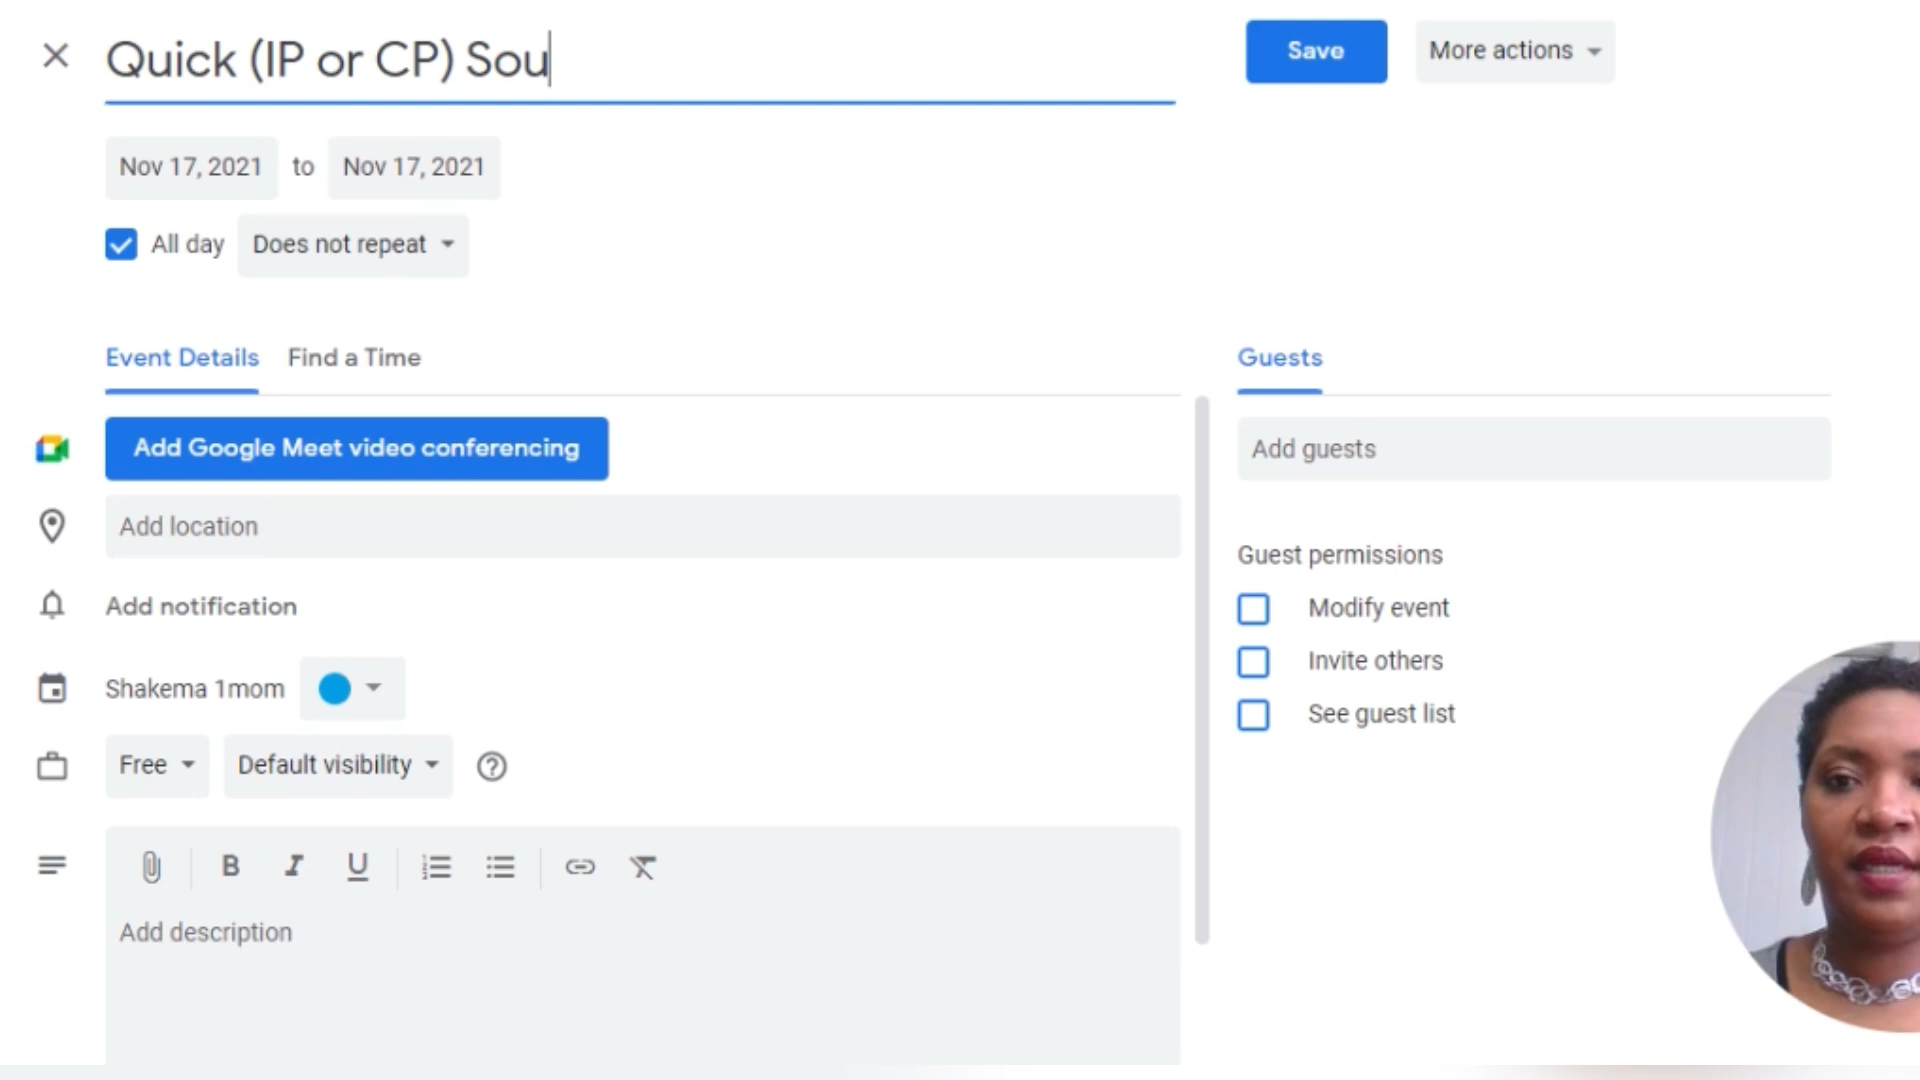 Quick (IP or CP) Sou
Save
More actions
Nov 17, 2021 to Nov 17, 2021
All day Does not repeat
Event Details Find a Time
Guests
Add Google Meet video conferencing
Add guests
Add location
Guest permissions
Add notification
Modify event
Invite others
Shakema 1mom
See guest list
Free Default visibility
B I U
Add description